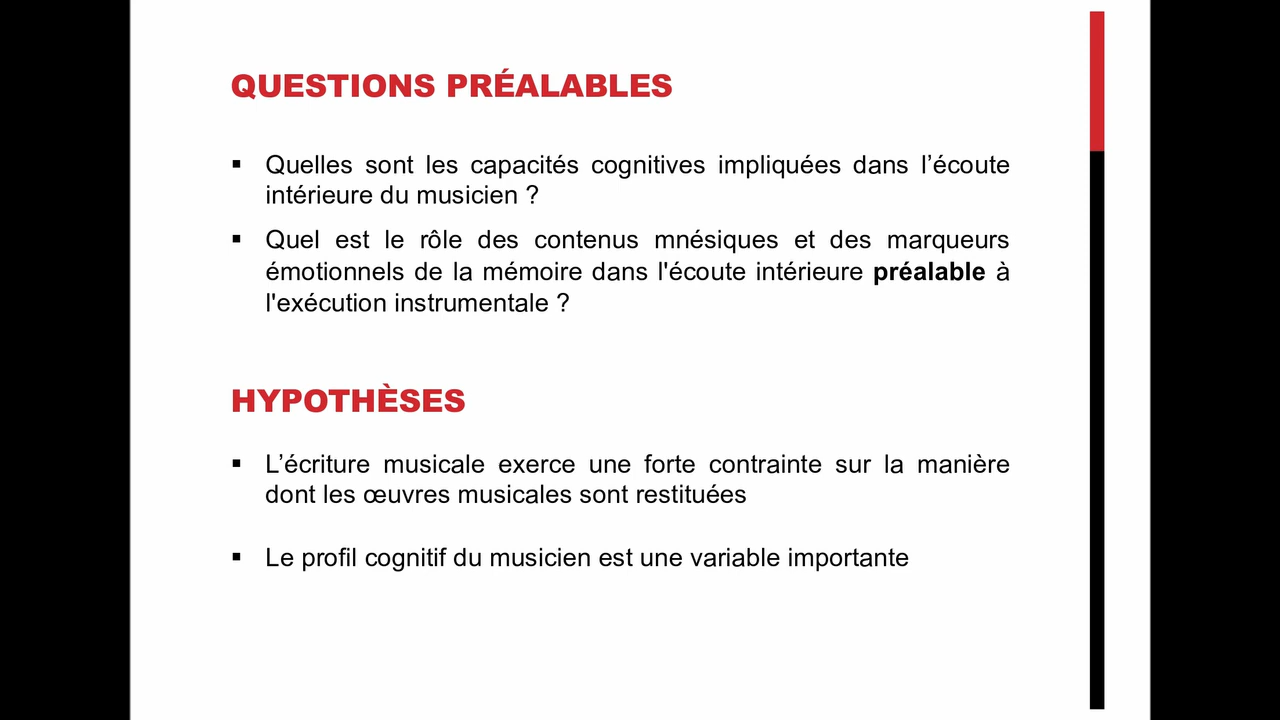 QUESTIONS PRÉALABLES
▪ Quelles sont les capacités cognitives impliquées dans l’écoute
intérieure du musicien ?
▪ Quel est le rôle des contenus mnésiques et des marqueurs
émotionnels de la mémoire dans l'écoute intérieure préalable à
l'exécution instrumentale ?
HYPOTHÈSES
▪ L’écriture musicale exerce une forte contrainte sur la manière
dont les œuvres musicales sont restituées
▪ Le profil cognitif du musicien est une variable importante